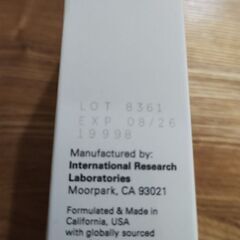 LOT 8361
EXP 08/26
19998
Manufactured by:
International Research
Laboratories
Moorpark, CA 93021
Formulated & Made in
California, USA
with globally sourced